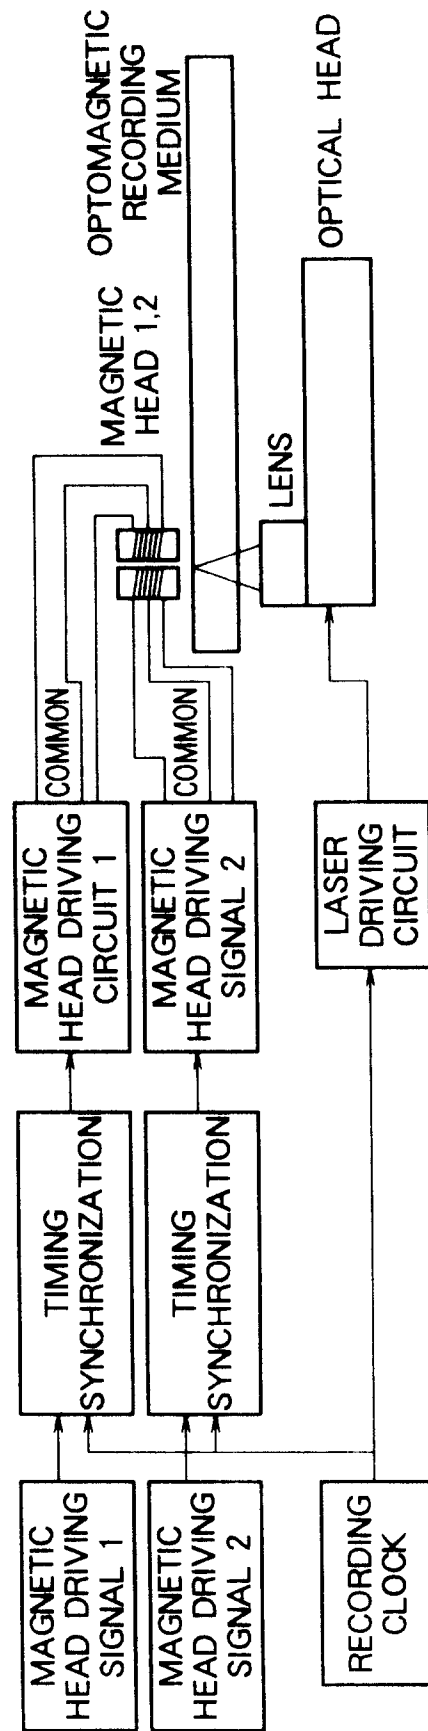 MAGNETIC
HEAD DRIVING
SIGNAL 1
MAGNETIC
HEAD DRIVING
SIGNAL 2
RECORDING
CLOCK
TIMING
SYNCHRONIZATION
TIMING
SYNCHRONIZATION
MAGNETIC
HEAD DRIVING
CIRCUIT 1
MAGNETIC
HEAD DRIVING
SIGNAL 2
LASER
DRIVING
CIRCUIT
COMMON
COMMON
MAGNETIC
HEAD 1,2
OPTOMAGNETIC
RECORDING
MEDIUM
LENS
OPTICAL HEAD